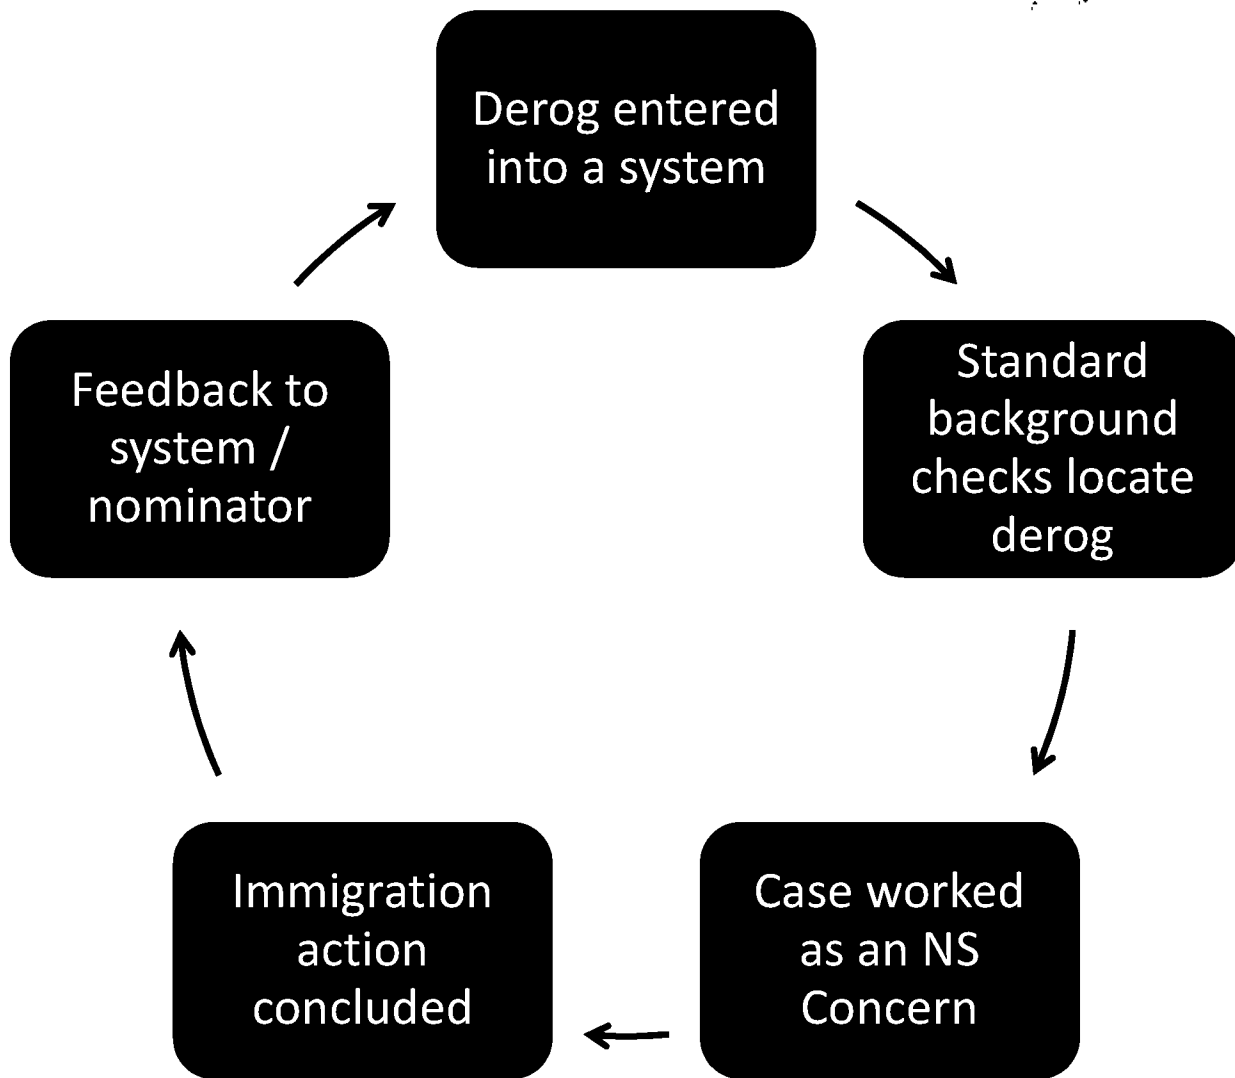 Derog entered
into a system
Standard
background
checks locate
derog
Case worked
as an NS
Concern
Immigration
action
concluded
Feedback to
system /
nominator